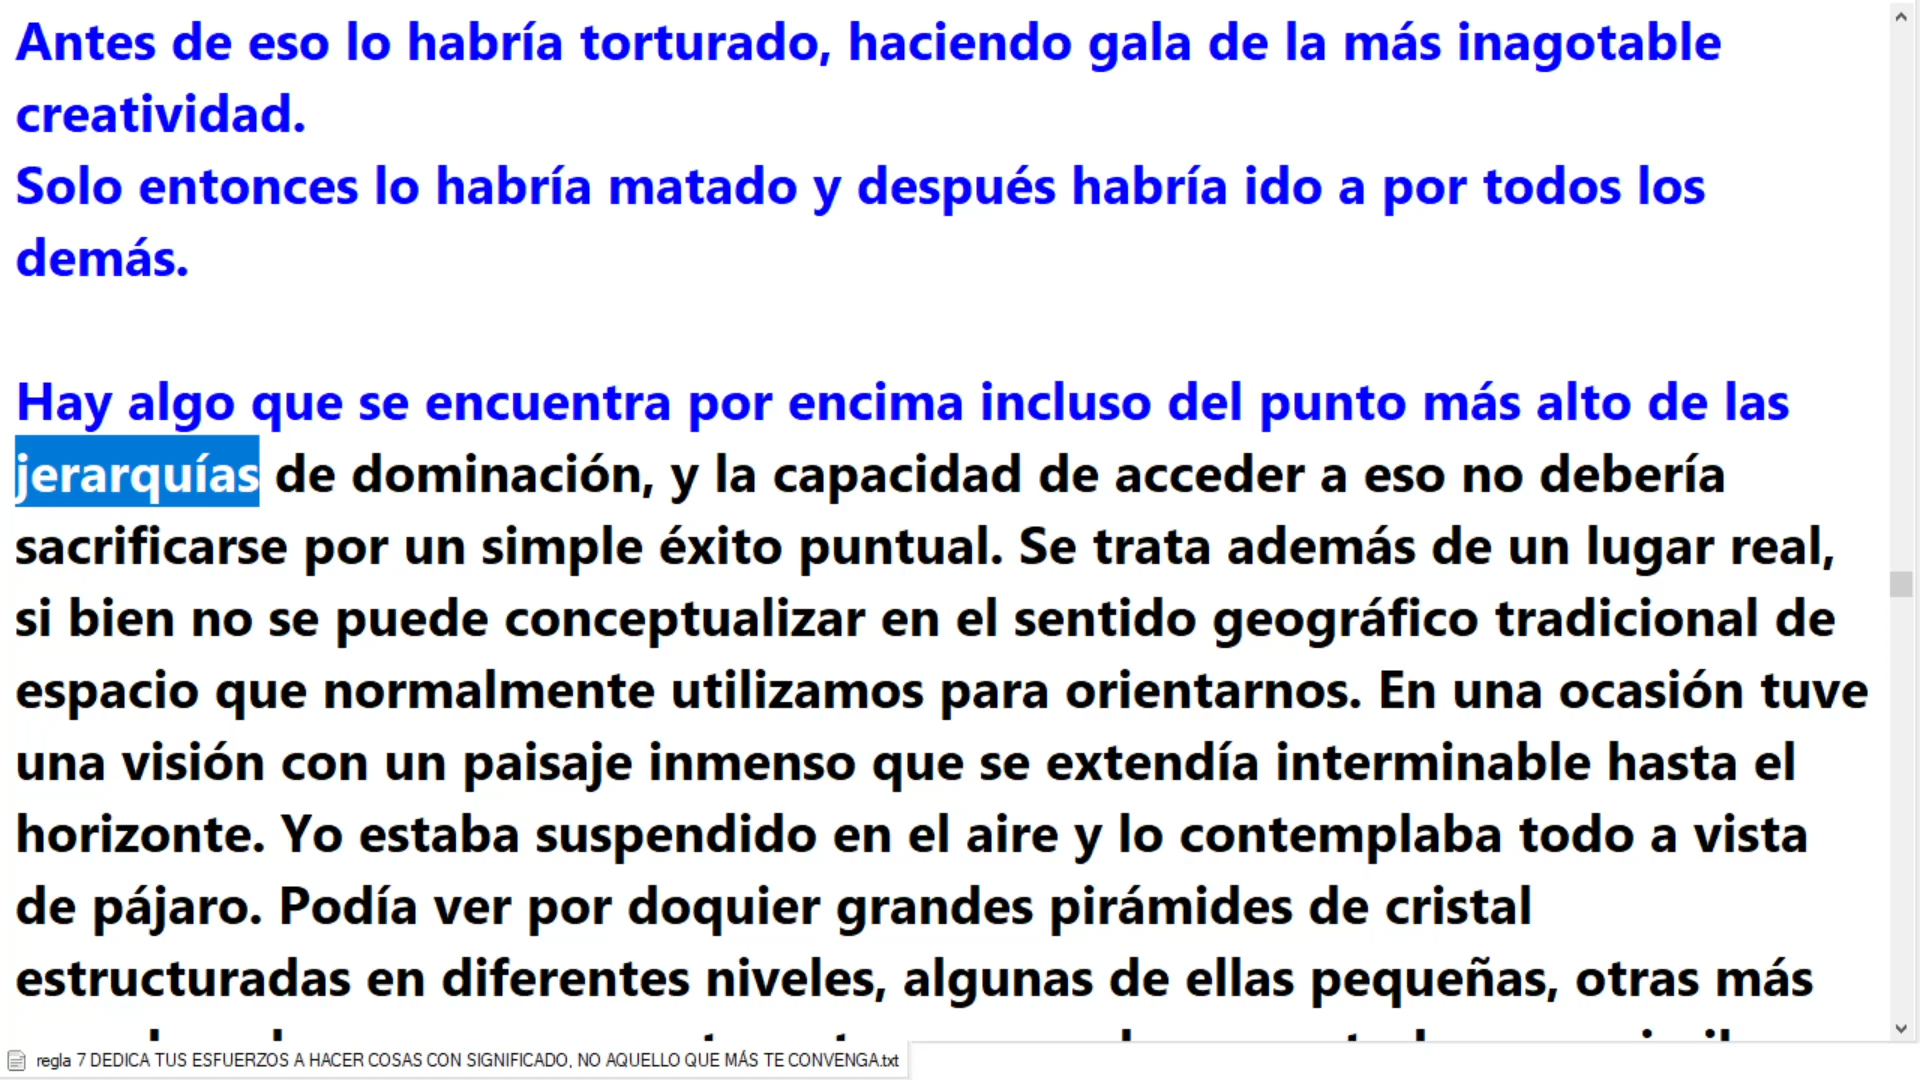 Antes de eso lo habría torturado, haciendo gala de la más inagotable
creatividad.
Solo entonces lo habría matado y después habría ido a por todos los
demás.
Hay algo que se encuentra por encima incluso del punto más alto de las
jerarquías de dominación, y la capacidad de acceder a eso no debería
sacrificarse por un simple éxito puntual. Se trata además de un lugar real,
si bien no se puede conceptualizar en el sentido geográfico tradicional de
espacio que normalmente utilizamos para orientarnos. En una ocasión tuve
una visión con un paisaje inmenso que se extendía interminable hasta el
horizonte. Yo estaba suspendido en el aire y lo contemplaba todo a vista
de pájaro. Podía ver por doquier grandes pirámides de cristal
estructuradas en diferentes niveles, algunas de ellas pequeñas, otras más
regla 7 DEDICA TUS ESFUERZOS A HACER COSAS CON SIGNIFICADO, NO AQUELLO QUE MÁS TE CONVENGA.txt